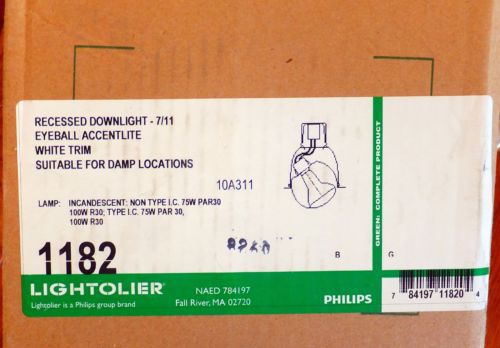 RECESSED DOWNLIGHT - 7/11
EYEBALL ACCENTLITE
WHITE TRIM
SUITABLE FOR DAMP LOCATIONS
10A311
LAMP: INCANDESCENT: NON TYPE I.C. 75W PAR30
100W R30; TYPE I.C. 75W PAR 30,
100W R30
1182
B
G
GREEN: COMPLETE PRODUCT
LIGHTOLIER
Lightolier is a Philips group brand
NAED 784197
Fall River, MA 02720
PHILIPS
7 84197 11820 4